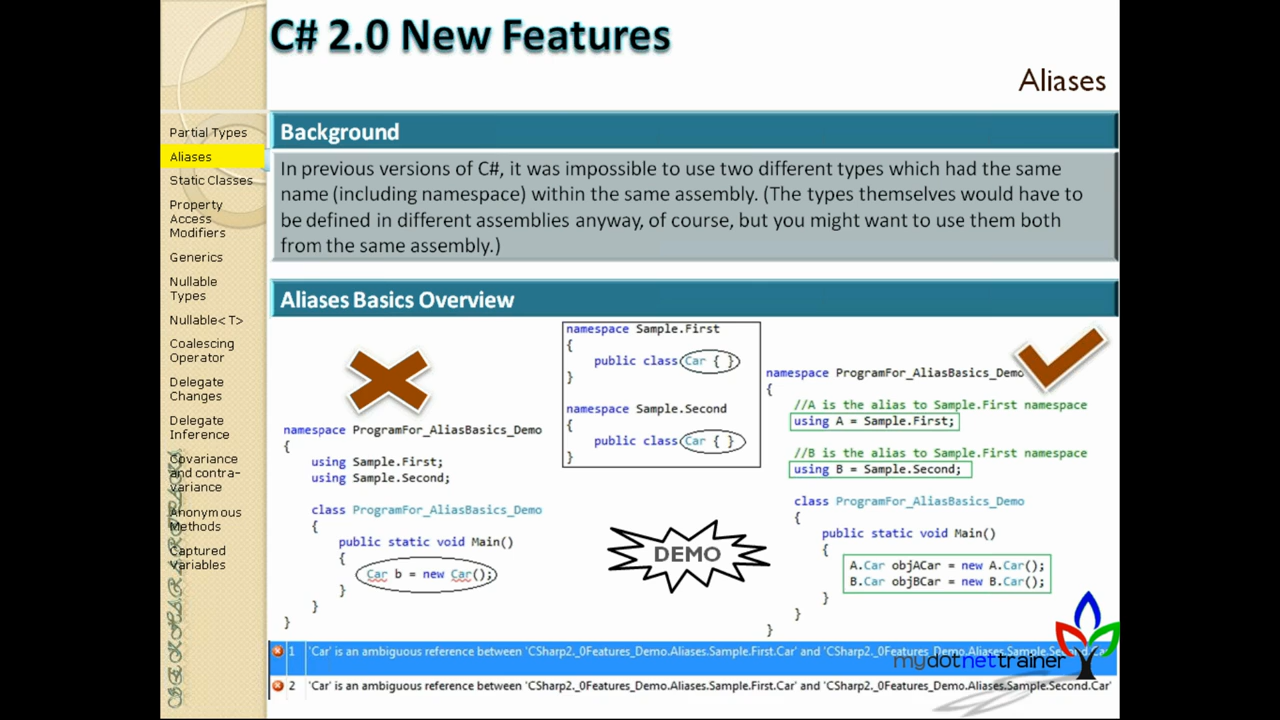 C# 2.0 New Features
Aliases
Partial Types
Aliases
Static Classes
Property
Access
Modifiers
Generics
Nullable
Types
Nullable< T>
Coalescing
Operator
Delegate
Changes
Delegate
Inference
Covariance
and contra-
variance
Anonymous
Methods
Captured
Variables
Background
In previous versions of C#, it was impossible to use two different types which had the same
name (including namespace) within the same assembly. (The types themselves would have to
be defined in different assemblies anyway, of course, but you might want to use them both
from the same assembly.)
Aliases Basics Overview
namespace ProgramFor_AliasBasics_Demo
{
using Sample.First;
using Sample.Second;
class ProgramFor_AliasBasics_Demo
{
public static void Main()
{
Car b = new Car();
}
}
}
namespace Sample.First
{
public class Car { }
}
namespace Sample.Second
{
public class Car { }
}
DEMO
namespace ProgramFor_AliasBasics_Demo
{
//A is the alias to Sample.First namespace
using A = Sample.First;
//B is the alias to Sample.First namespace
using B = Sample.Second;
class ProgramFor_AliasBasics_Demo
{
public static void Main()
{
A.Car objACar = new A.Car();
B.Car objBCar = new B.Car();
}
}
}
1 'Car' is an ambiguous reference between 'CSharp2._0Features_Demo.Aliases.Sample.First.Car' and 'CSharp2._0Features_Demo.Aliases.Sample.Second.Car'
2 'Car' is an ambiguous reference between 'CSharp2._0Features_Demo.Aliases.Sample.First.Car' and 'CSharp2._0Features_Demo.Aliases.Sample.Second.Car'
mydotnettrainer